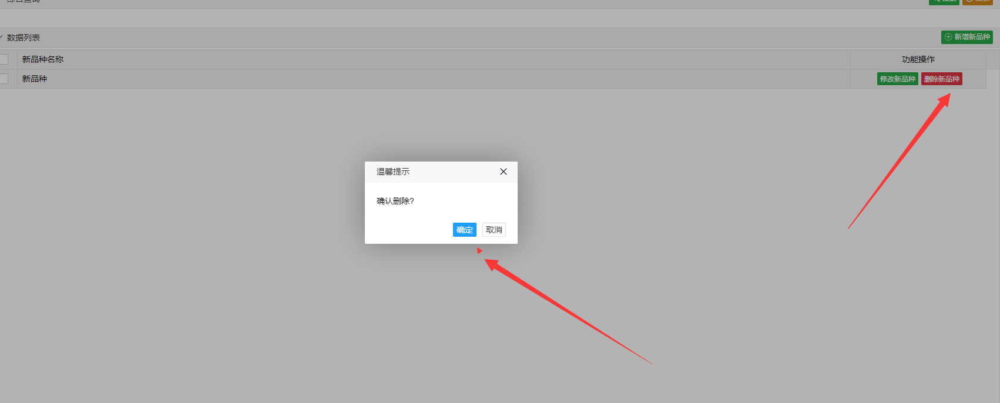 数据列表
新增新品种
新品种名称
功能操作
新品种
修改新品种
删除新品种
温馨提示
确认删除?
确定
取消